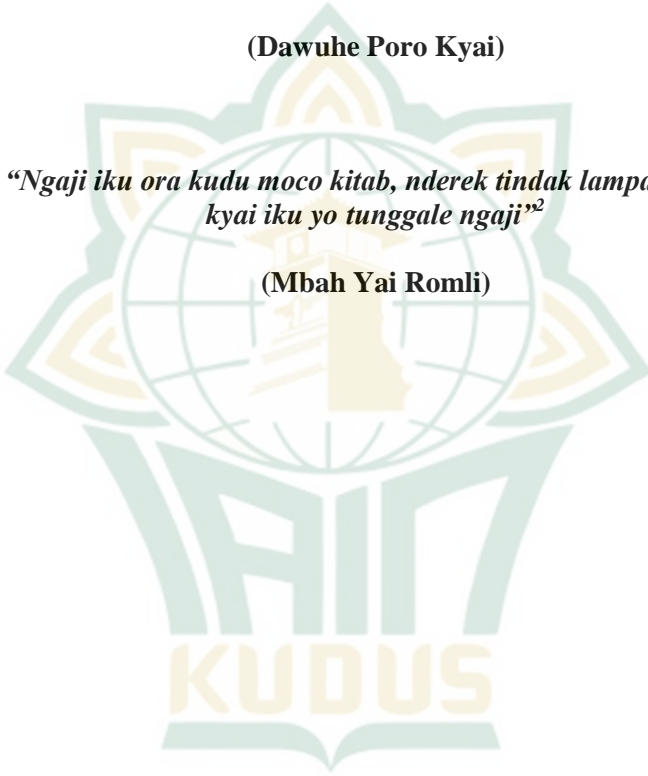 (Dawuhe Poro Kyai)
“Ngaji iku ora kudu moco kitab, nderek tindak
kyai iku yo tunggale ngaji”2
(Mbah Yai Romli)
IAIN
KUDUS